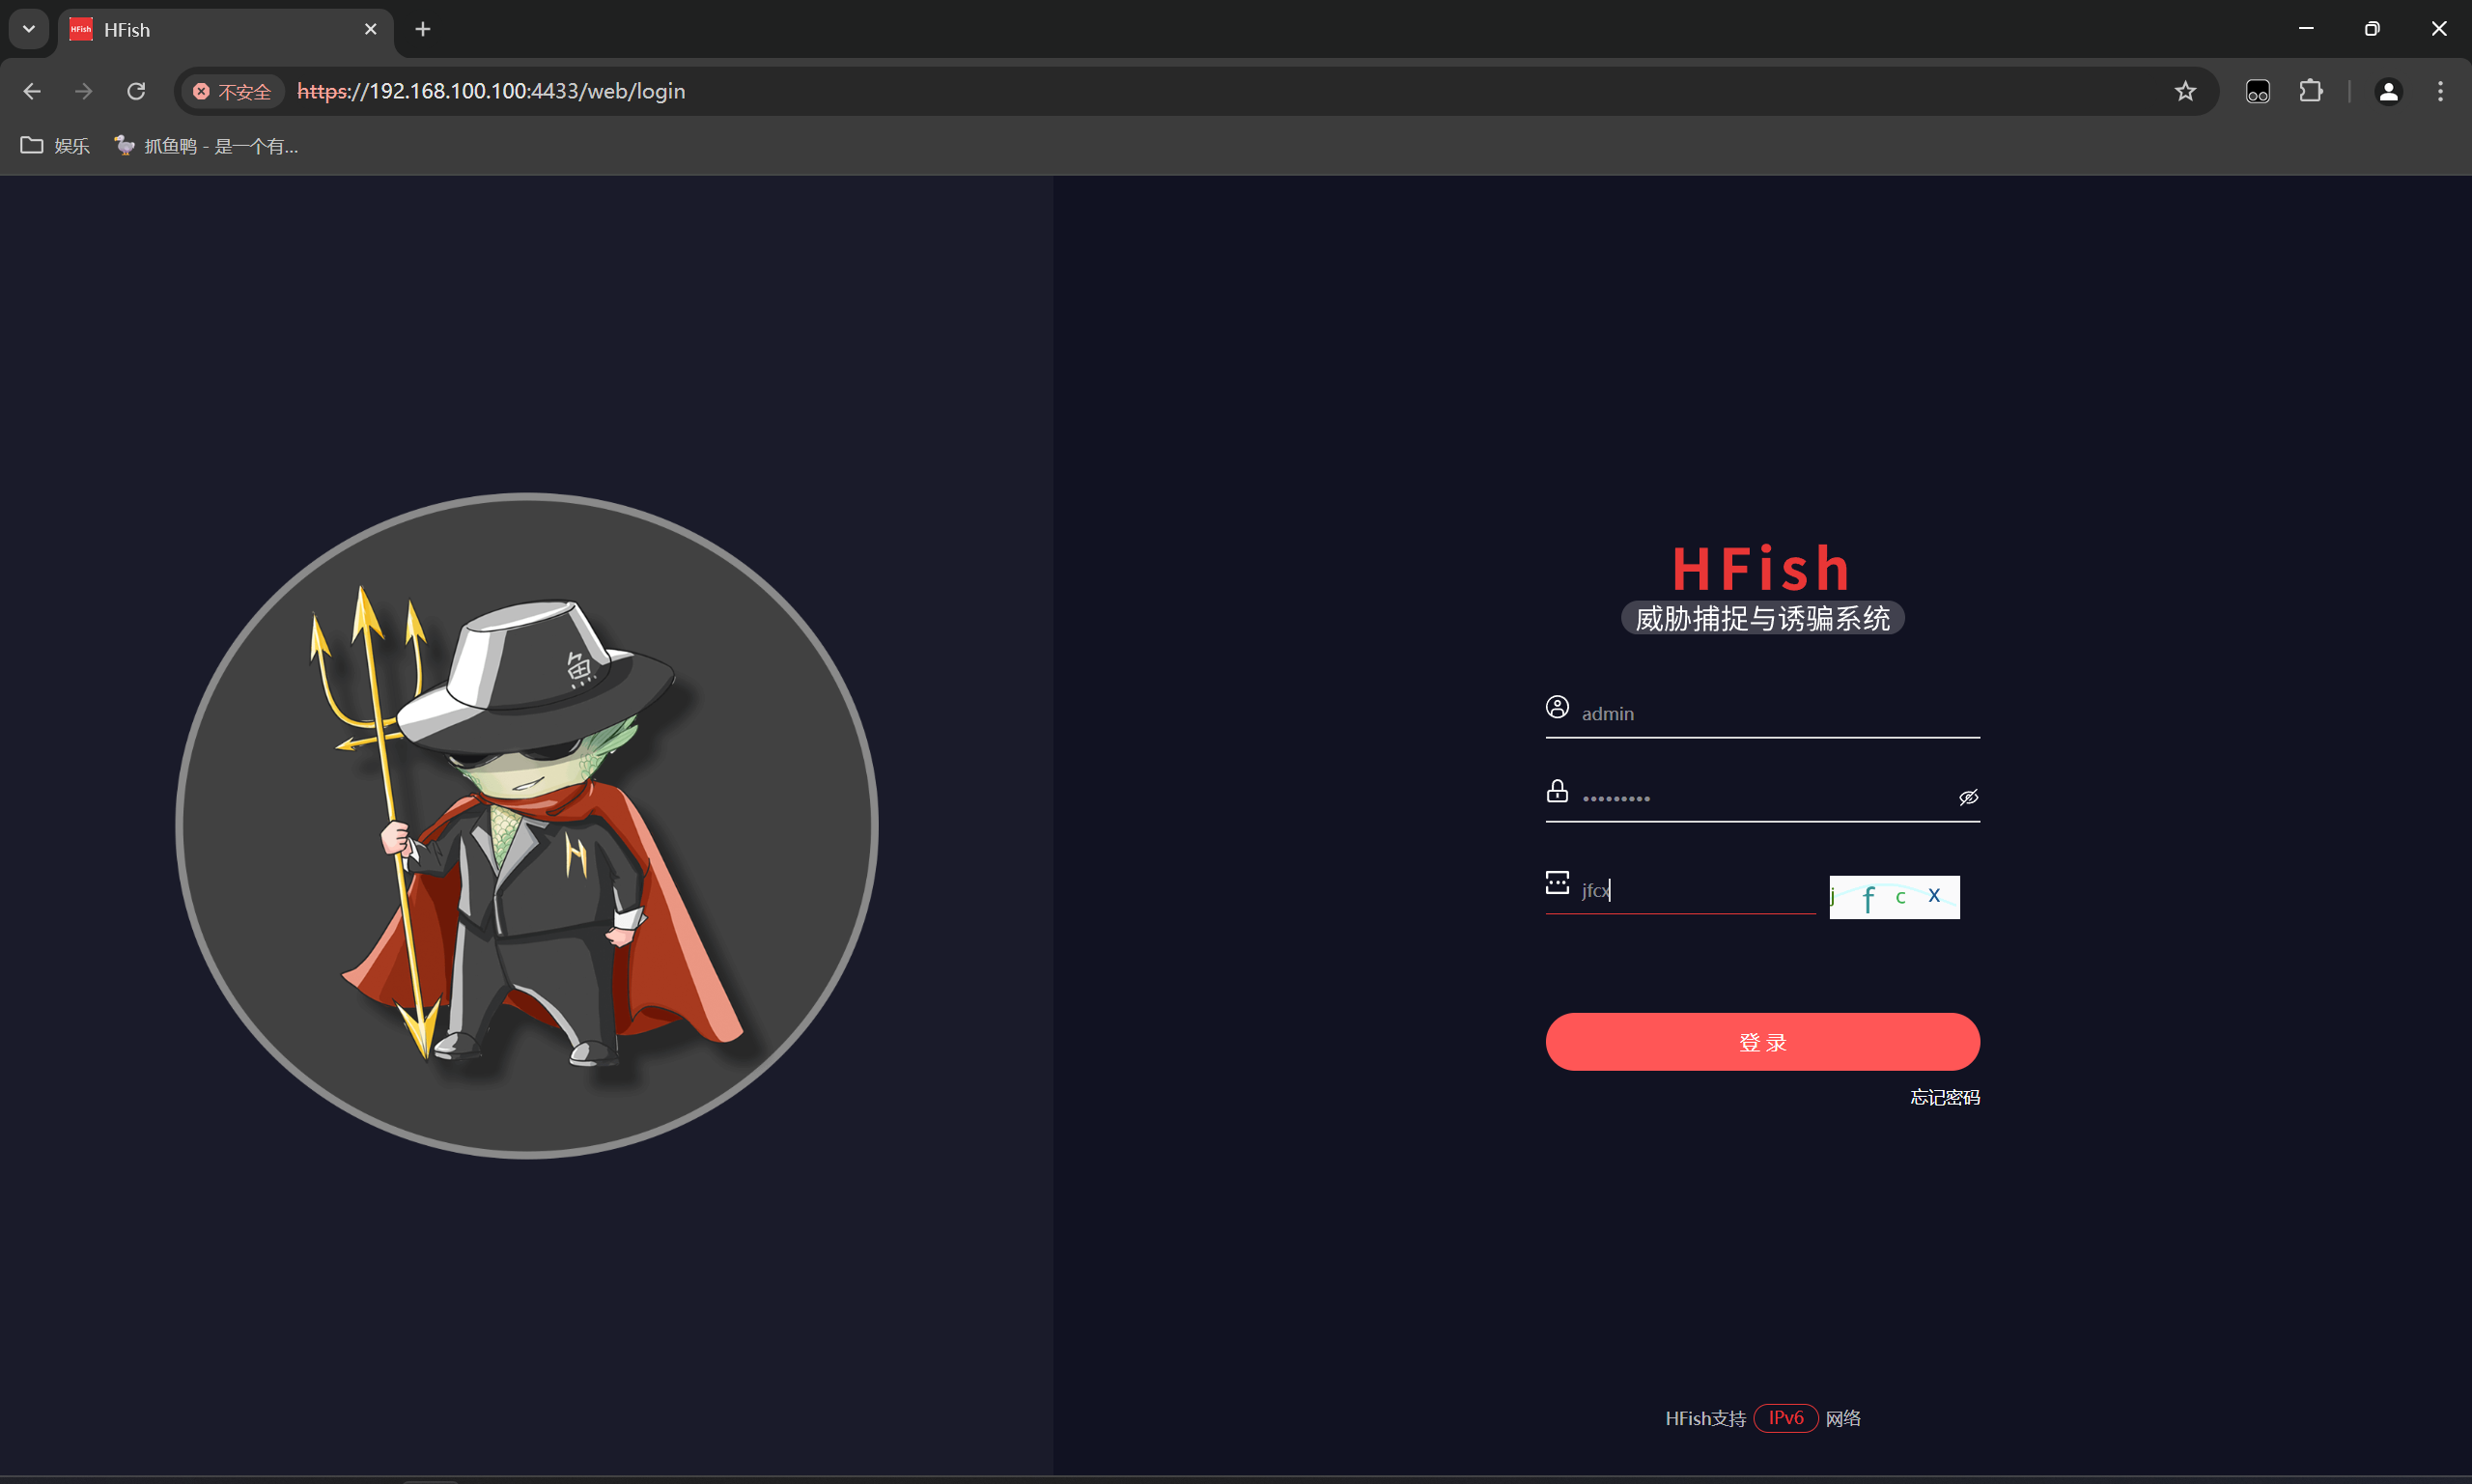 HFish
HFish
不安全
https://192.168.100.100:4433/web/login
娱乐
抓鱼鸭 - 是一个有...
魚
H
HFish
威胁捕捉与诱骗系统
admin
•••••••••
jfcx
j f c x
登 录
忘记密码
HFish支持 IPv6 网络